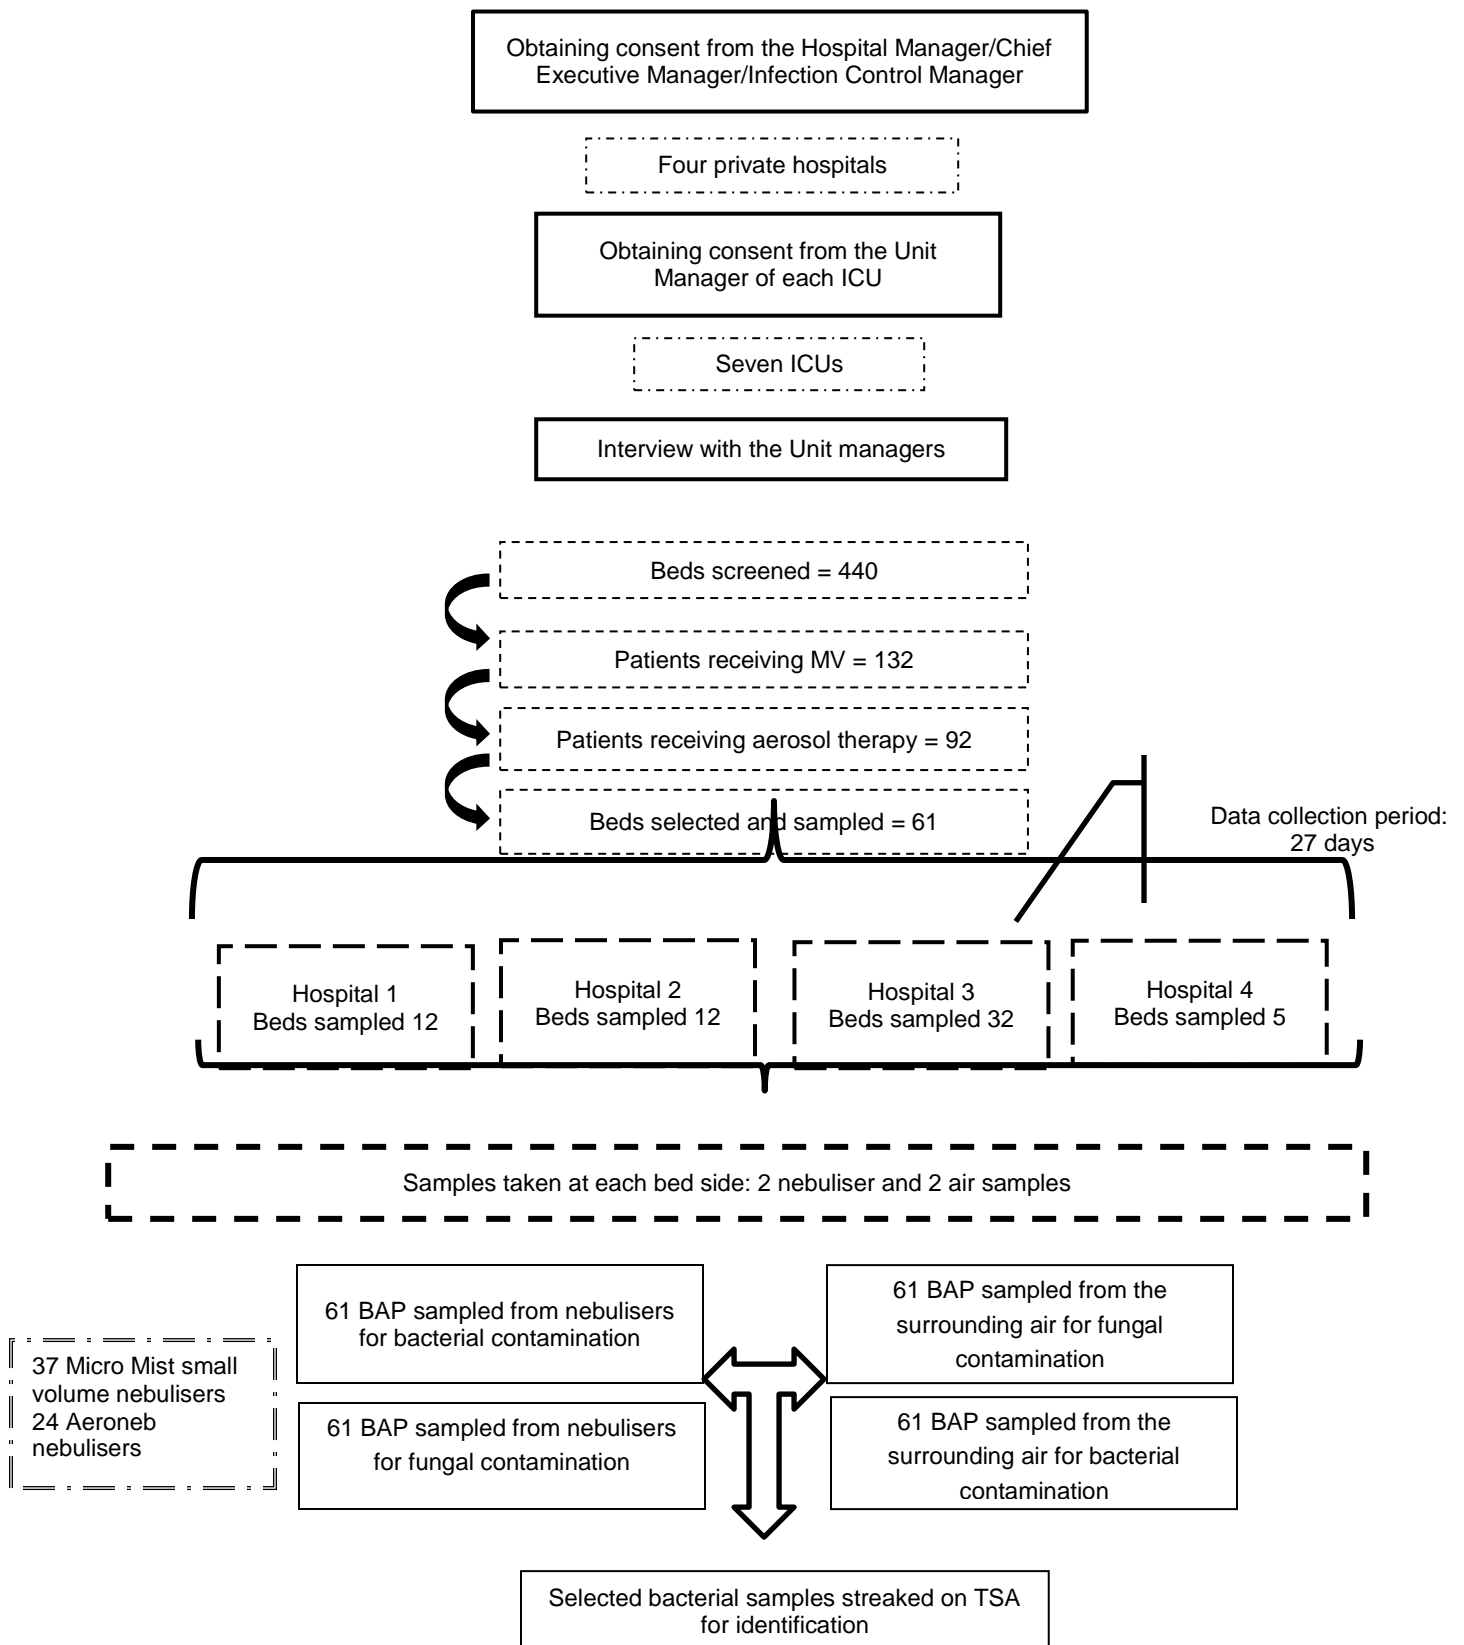 Obtaining consent from the Hospital Manager/Chief
Executive Manager/Infection Control Manager
Four private hospitals
Obtaining consent from the Unit
Manager of each ICU
Seven ICUs
Interview with the Unit managers
Beds screened = 440
Patients receiving MV = 132
Patients receiving aerosol therapy = 92
Beds selected and sampled = 61
Data collection period:
27 days
Hospital 1
Beds sampled 12
Hospital 2
Beds sampled 12
Hospital 3
Beds sampled 32
Hospital 4
Beds sampled 5
Samples taken at each bed side: 2 nebuliser and 2 air samples
61 BAP sampled from nebulisers
for bacterial contamination
61 BAP sampled from the
surrounding air for fungal
contamination
37 Micro Mist small
volume nebulisers
24 Aeroneb
nebulisers
61 BAP sampled from nebulisers
for fungal contamination
61 BAP sampled from the
surrounding air for bacterial
contamination
Selected bacterial samples streaked on TSA
for identification